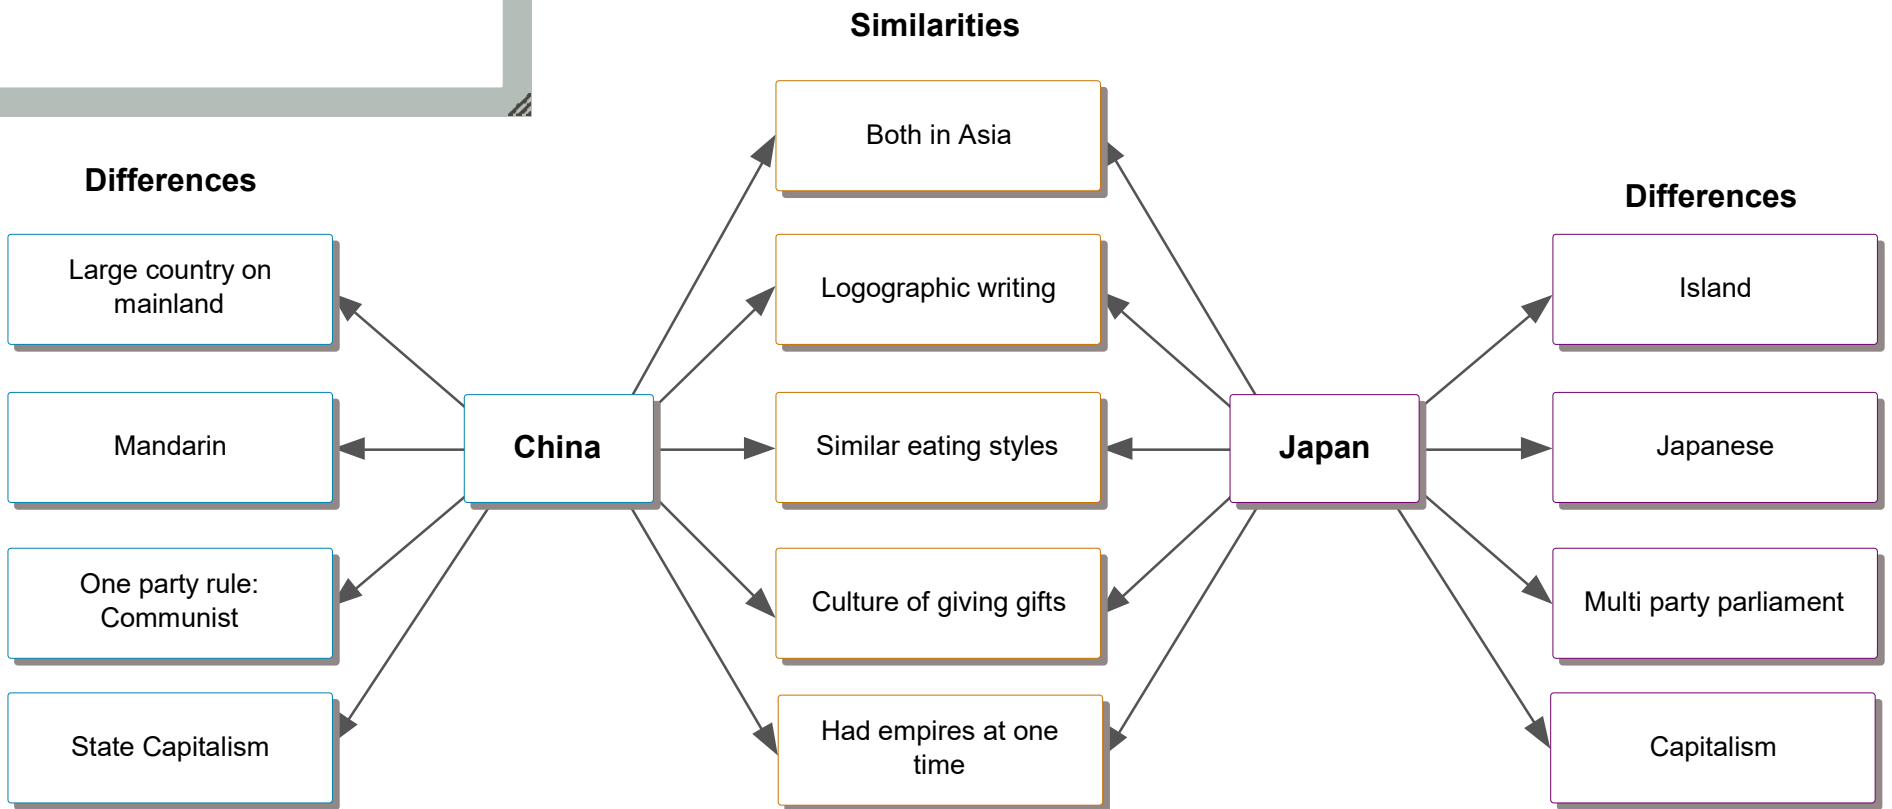 Similarities
Both in Asia
Differences
Differences
Large country on
mainland
Logographic writing
Island
Mandarin
China
Similar eating styles
Japan
Japanese
One party rule:
Communist
Culture of giving gifts
Multi party parliament
State Capitalism
Had empires at one
time
Capitalism